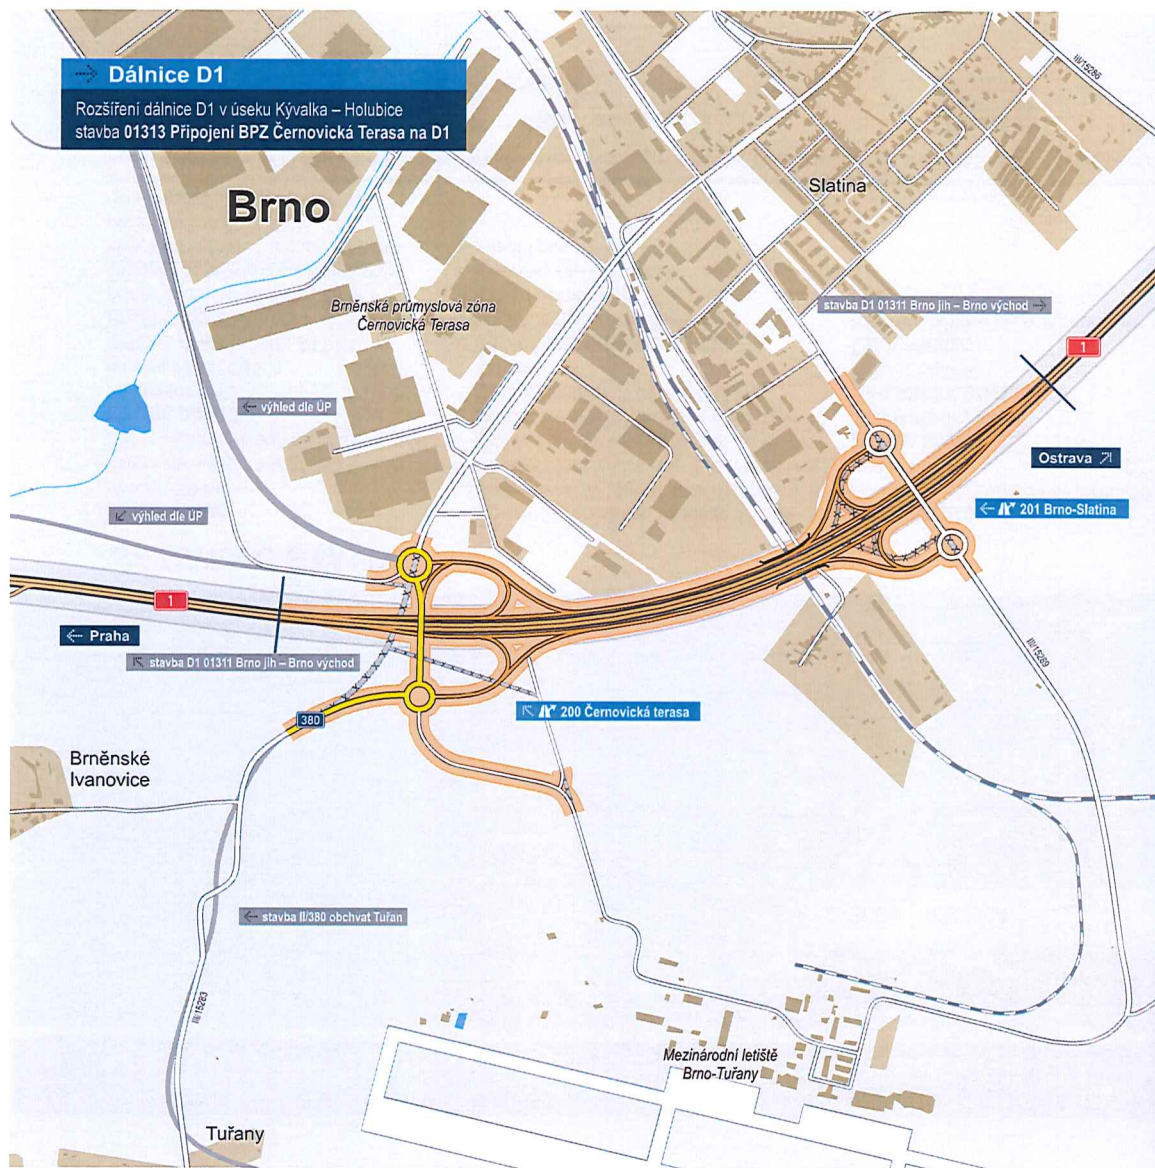 Dálnice D1
Rozšíření dálnice D1 v úseku Kývalka – Holubice
stavba 01313 Připojení BPZ Černovická Terasa na D1
III/15286
Brno
Slatina
Brněnská průmyslová zóna
Černovická Terasa
stavba D1 01311 Brno jih – Brno východ
1
výhled dle ÚP
Ostrava
201 Brno-Slatina
výhled dle ÚP
1
Praha
stavba D1 01311 Brno jih – Brno východ
III/15289
380
200 Černovická terasa
Brněnské
Ivanovice
stavba II/380 obchvat Tuřan
III/15283
Mezinárodní letiště
Brno-Tuřany
Tuřany